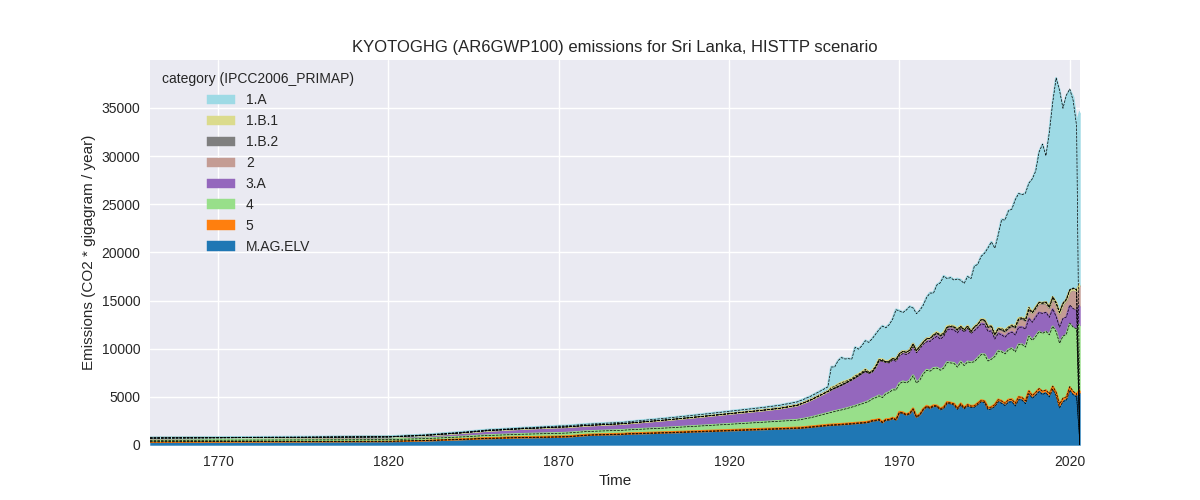 KYOTOGHG (AR6GWP100) emissions for Sri Lanka, HISTTP scenario
category (IPCC2006_PRIMAP)
1.A
1.B.1
1.B.2
2
3.A
4
5
M.AG.ELV
Emissions (CO2 * gigagram / year)
35000
30000
25000
20000
15000
10000
5000
0
1770
1820
1870
1920
1970
2020
Time